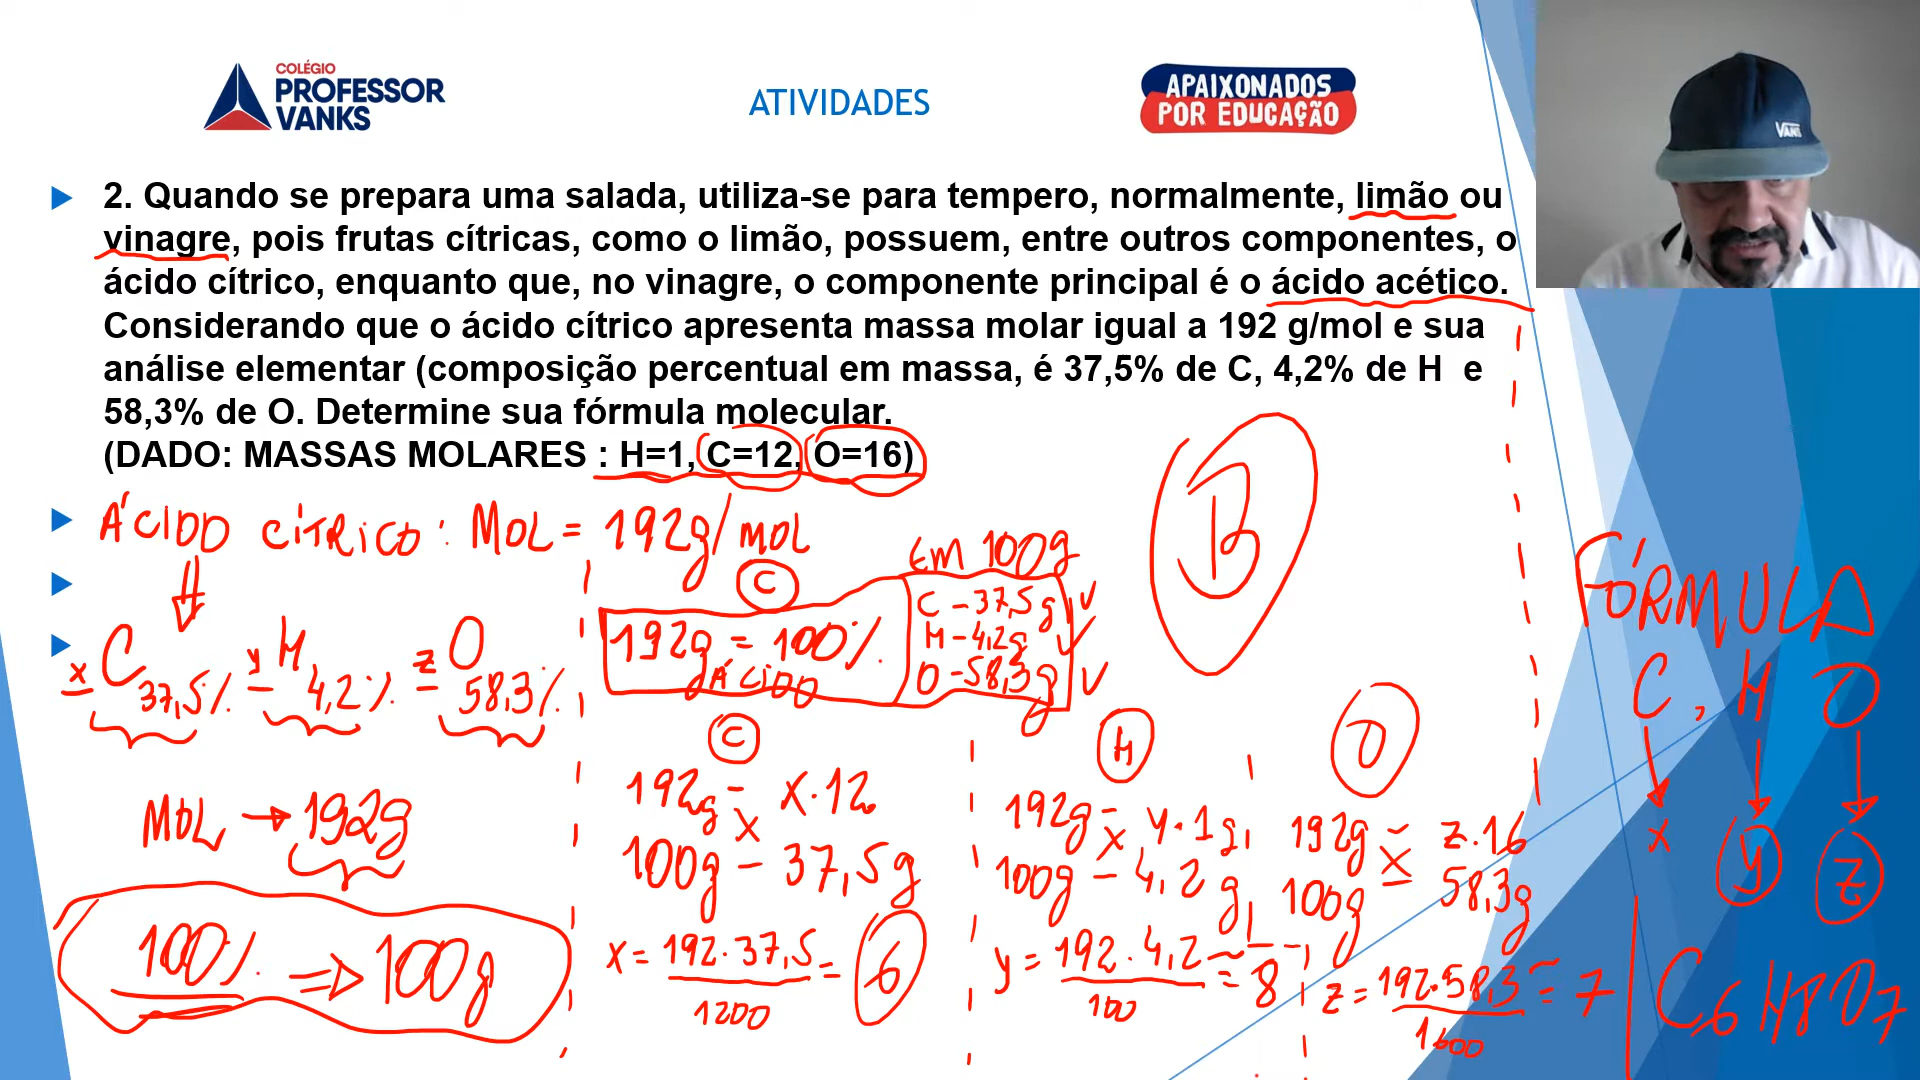 COLÉGIO
PROFESSOR
VANKS
ATIVIDADES
APAIXONADOS
POR EDUCAÇÃO
VANS
2. Quando se prepara uma salada, utiliza-se para tempero, normalmente, limão ou
vinagre, pois frutas cítricas, como o limão, possuem, entre outros componentes, o
ácido cítrico, enquanto que, no vinagre, o componente principal é o ácido acético.
Considerando que o ácido cítrico apresenta massa molar igual a 192 g/mol e sua
análise elementar (composição percentual em massa, é 37,5% de C, 4,2% de H e
58,3% de O. Determine sua fórmula molecular.
(DADO: MASSAS MOLARES : H=1, C=12, O=16)
B
ÁCIDO CÍTRICO : MOL = 192g/MOL
x C 37,5% y H 4,2% z O 58,3%
MOL → 192g
100% ⇒ 100g
C
192g = 100%
ÁCIDO
EM 100g
C - 37,5g
H - 4,2g
O - 58,3g
C
192g - x·12
x
100g - 37,5g
x = 192·37,5 = 6
1200
H
192g - y·1g
x
100g - 4,2g
y = 192·4,2 ≅ 8
100
O
192g - z·16
x
100g - 58,3g
z = 192·58,3 ≅ 7
1600
FÓRMULA
C, H O
x y z
C6H8O7